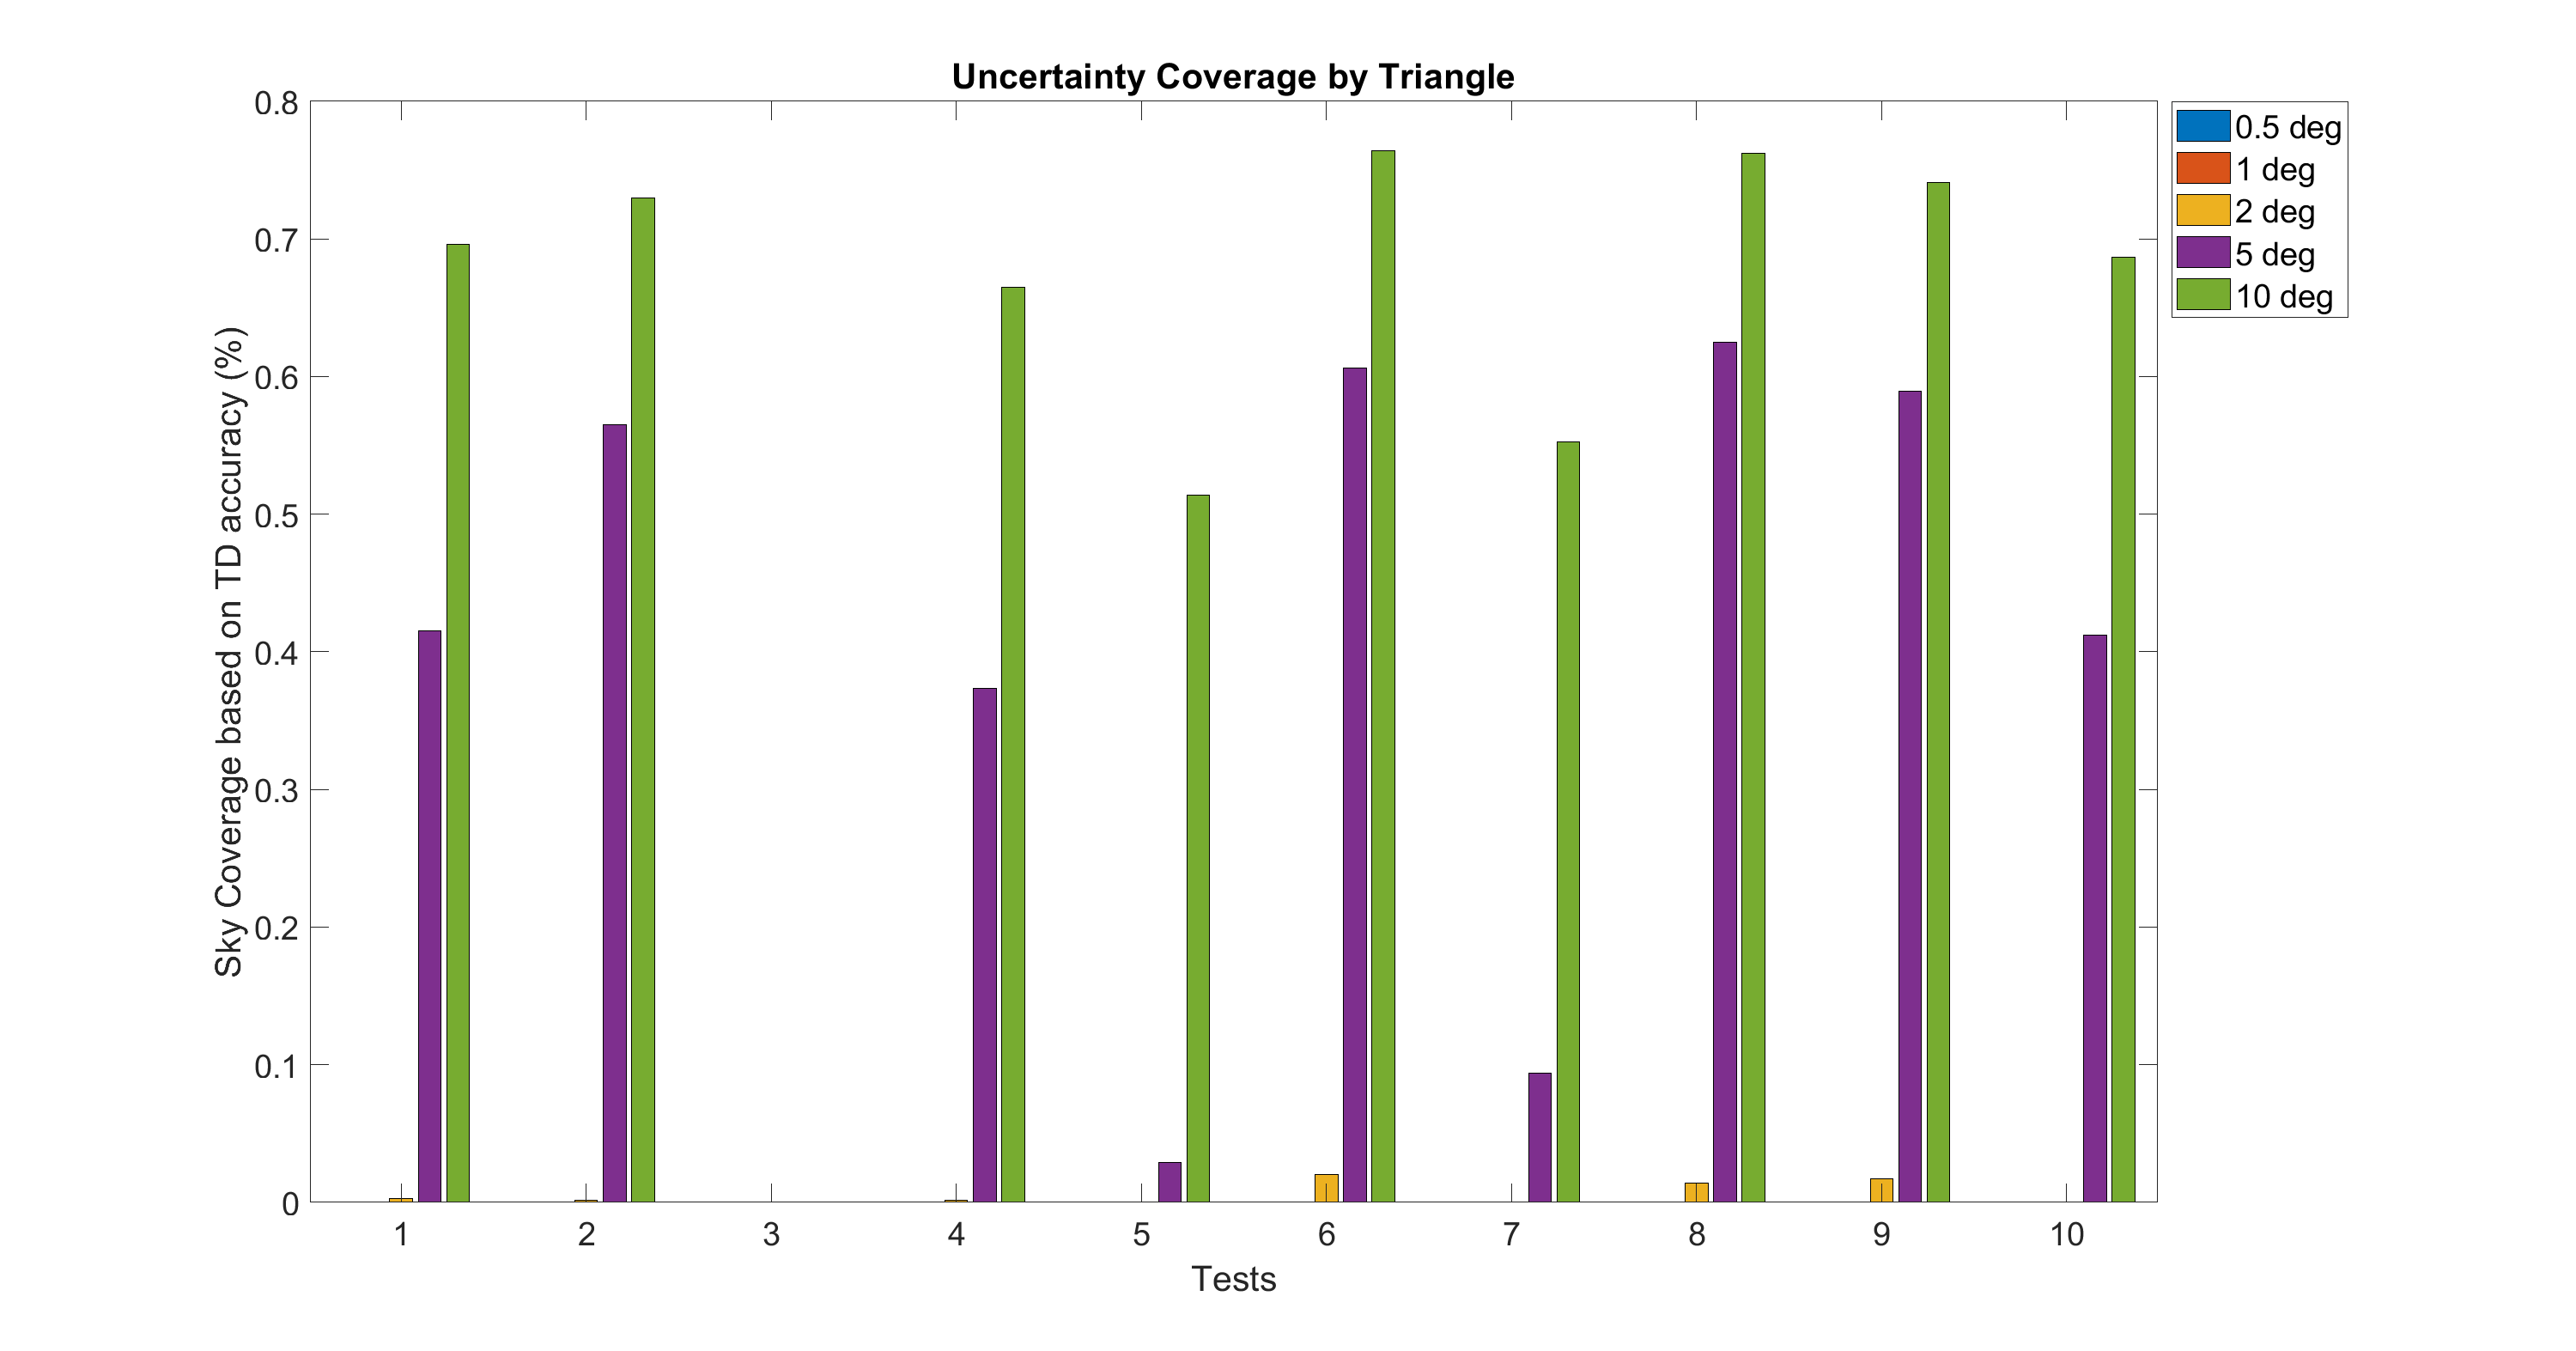 Uncertainty Coverage by Triangle
Sky Coverage based on TD accuracy (%)
0.8
0.7
0.6
0.5
0.4
0.3
0.2
0.1
0
1 2 3 4 5 6 7 8 9 10
Tests
0.5 deg
1 deg
2 deg
5 deg
10 deg